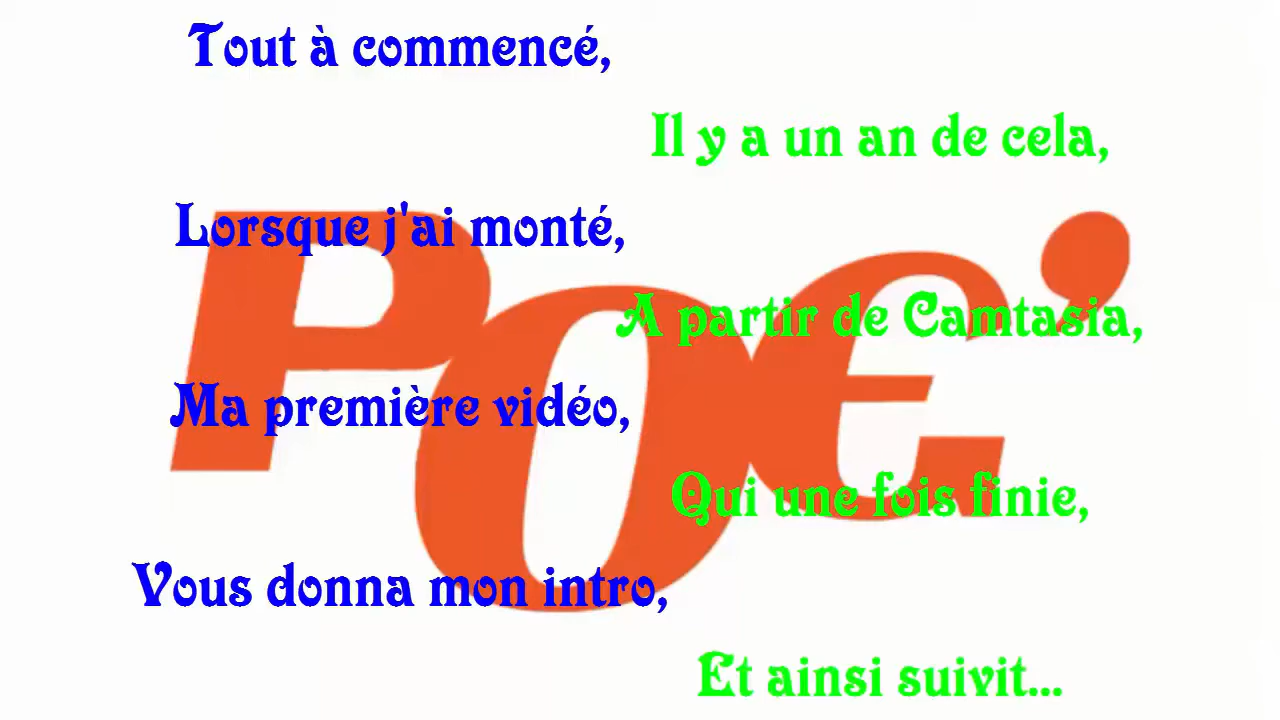 Tout à commencé,
Il y a un an de cela,
Lorsque j'ai monté,
A partir de Camtasia,
Ma première vidéo,
Qui une fois finie,
Vous donna mon intro,
Et ainsi suivit...
POE'